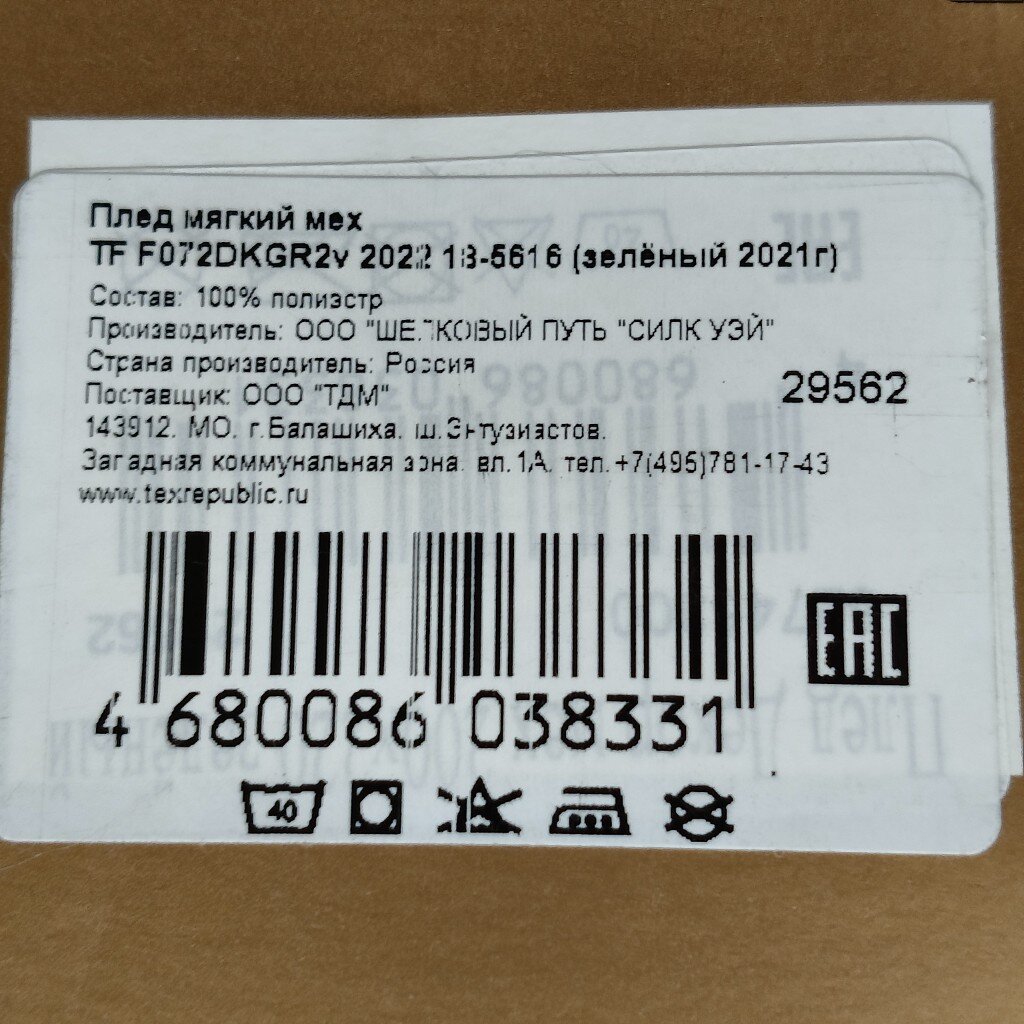 Плед мягкий мех
TF F072DKGR2v 2022 18-5616 (зелёный 2021г)
Состав: 100% полиэстр
Производитель: ООО "ШЕЛКОВЫЙ ПУТЬ "СИЛК УЭЙ"
Страна производитель: Россия
Поставщик: ООО "ТДМ"
29562
143912, МО, г.Балашиха, ш.Энтузиастов,
Западная коммунальная зона, вл.1А, тел.+7(495)781-17-43
www.texrepublic.ru
4 680086 038331
EAC
40